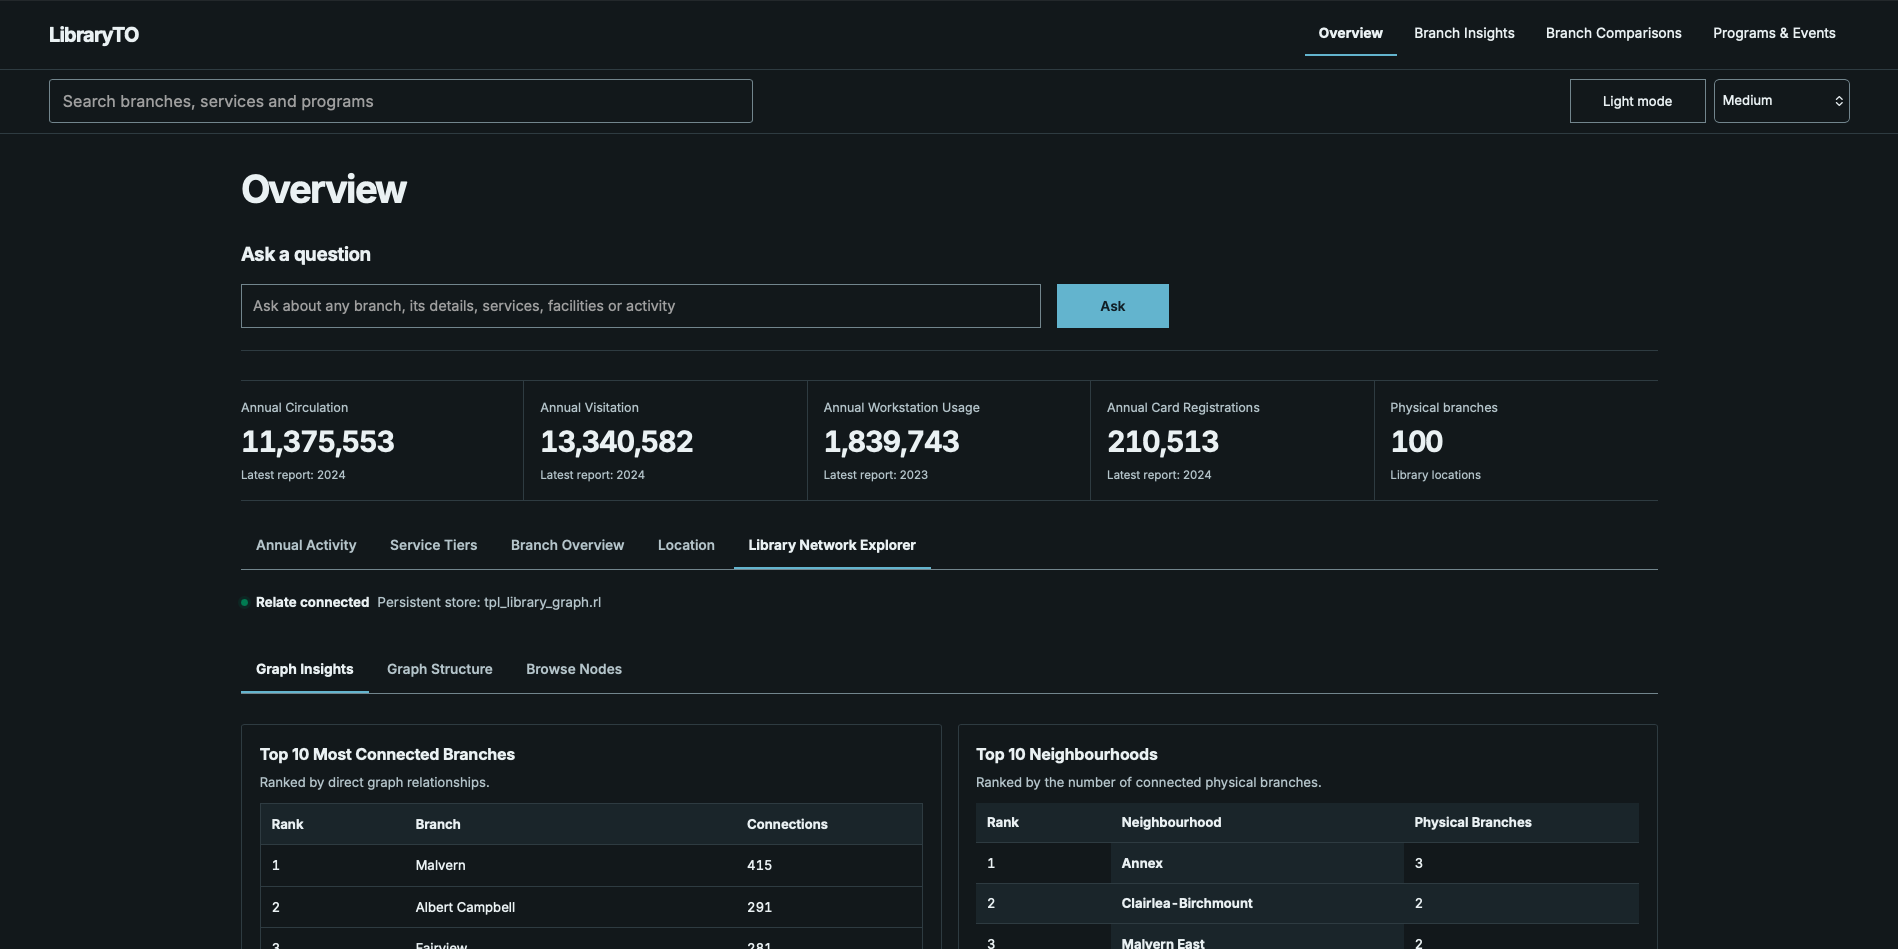 LibraryTO
Overview Branch Insights Branch Comparisons Programs & Events
Search branches, services and programs
Light mode
Medium
Overview
Ask a question
Ask about any branch, its details, services, facilities or activity
Ask
Annual Circulation
11,375,553
Latest report: 2024
Annual Visitation
13,340,582
Latest report: 2024
Annual Workstation Usage
1,839,743
Latest report: 2023
Annual Card Registrations
210,513
Latest report: 2024
Physical branches
100
Library locations
Annual Activity Service Tiers Branch Overview Location Library Network Explorer
Relate connected Persistent store: tpl_library_graph.rl
Graph Insights Graph Structure Browse Nodes
Top 10 Most Connected Branches
Ranked by direct graph relationships.
Rank Branch Connections
1 Malvern 415
2 Albert Campbell 291
3 Fairview 281
Top 10 Neighbourhoods
Ranked by the number of connected physical branches.
Rank Neighbourhood Physical Branches
1 Annex 3
2 Clairlea-Birchmount 2
3 Malvern East 2